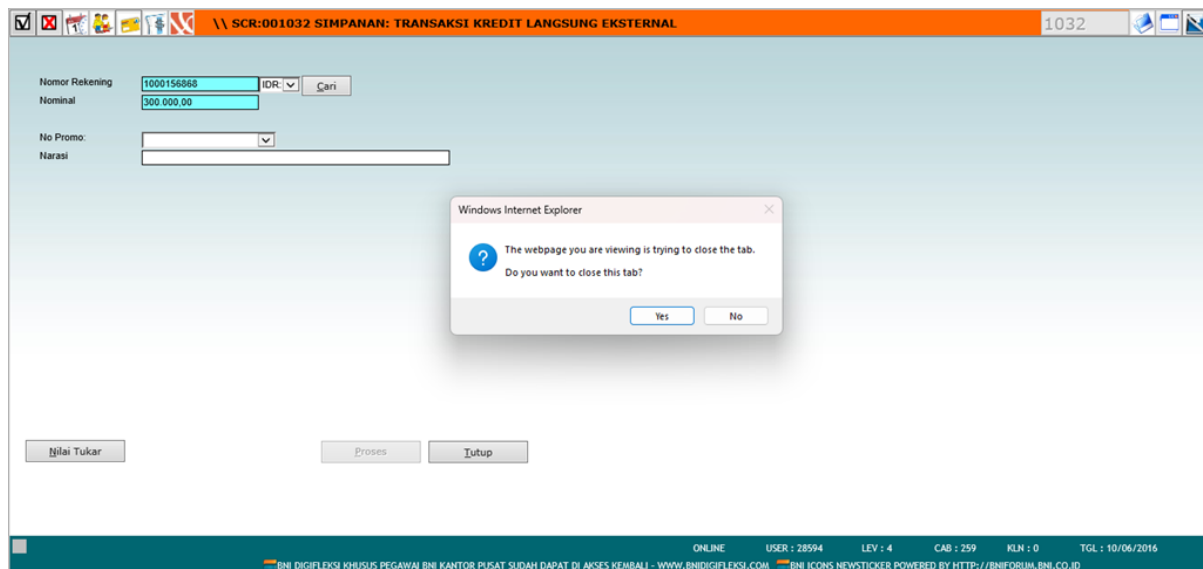 \\ SCR:001032 SIMPANAN: TRANSAKSI KREDIT LANGSUNG EKSTERNAL
1032
Nomor Rekening 1000156868 IDR: Cari
Nominal 300.000,00
No Promo:
Narasi
Windows Internet Explorer
The webpage you are viewing is trying to close the tab.
Do you want to close this tab?
Yes No
Nilai Tukar Proses Tutup
ONLINE USER : 28594 LEV : 4 CAB : 259 KLN : 0 TGL : 10/06/2016
BNI DIGIFLEKSI KHUSUS PEGAWAI BNI KANTOR PUSAT SUDAH DAPAT DI AKSES KEMBALI - WWW.BNIDIGIFLEKSI.COM BNI ICONS NEWSTICKER POWERED BY HTTP://BNIFORUM.BNI.CO.ID